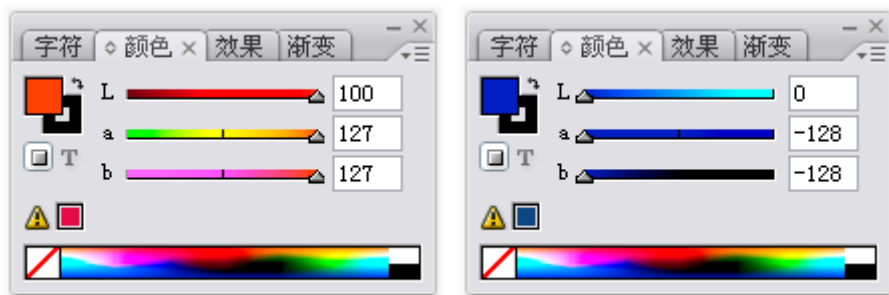 字符 颜色 效果 渐变
L 100
a 127
T
b 127
字符 颜色 效果 渐变
L 0
a -128
T
b -128